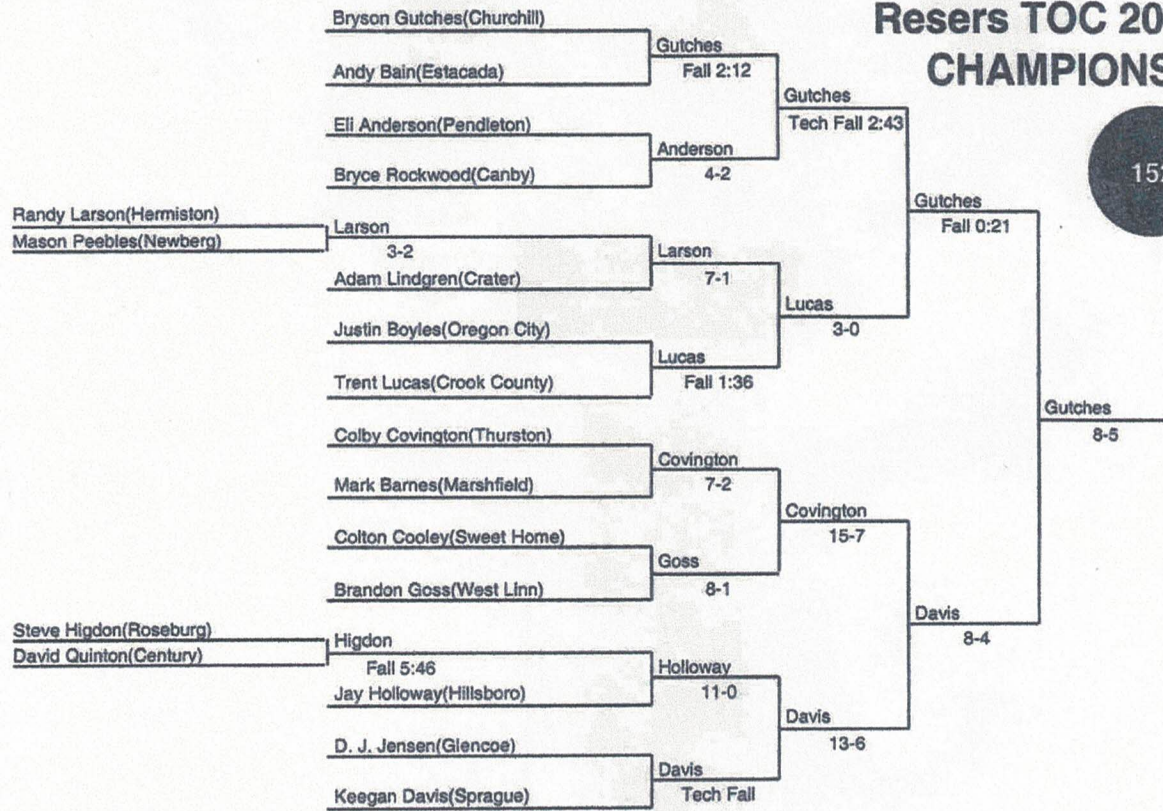 Resers TOC 20
CHAMPIONS
15
Bryson Gutches(Churchill)
Andy Bain(Estacada)
Eli Anderson(Pendleton)
Bryce Rockwood(Canby)
Randy Larson(Hermiston)
Mason Peebles(Newberg)
Larson
3-2
Adam Lindgren(Crater)
Justin Boyles(Oregon City)
Trent Lucas(Crook County)
Colby Covington(Thurston)
Mark Barnes(Marshfield)
Colton Cooley(Sweet Home)
Brandon Goss(West Linn)
Steve Higdon(Roseburg)
David Quinton(Century)
Higdon
Fall 5:46
Jay Holloway(Hillsboro)
D. J. Jensen(Glencoe)
Keegan Davis(Sprague)
Gutches
Fall 2:12
Anderson
4-2
Larson
7-1
Lucas
Fall 1:36
Covington
7-2
Goss
8-1
Holloway
11-0
Davis
Tech Fall
Gutches
Tech Fall 2:43
Lucas
3-0
Covington
15-7
Davis
13-6
Gutches
Fall 0:21
Davis
8-4
Gutches
8-5